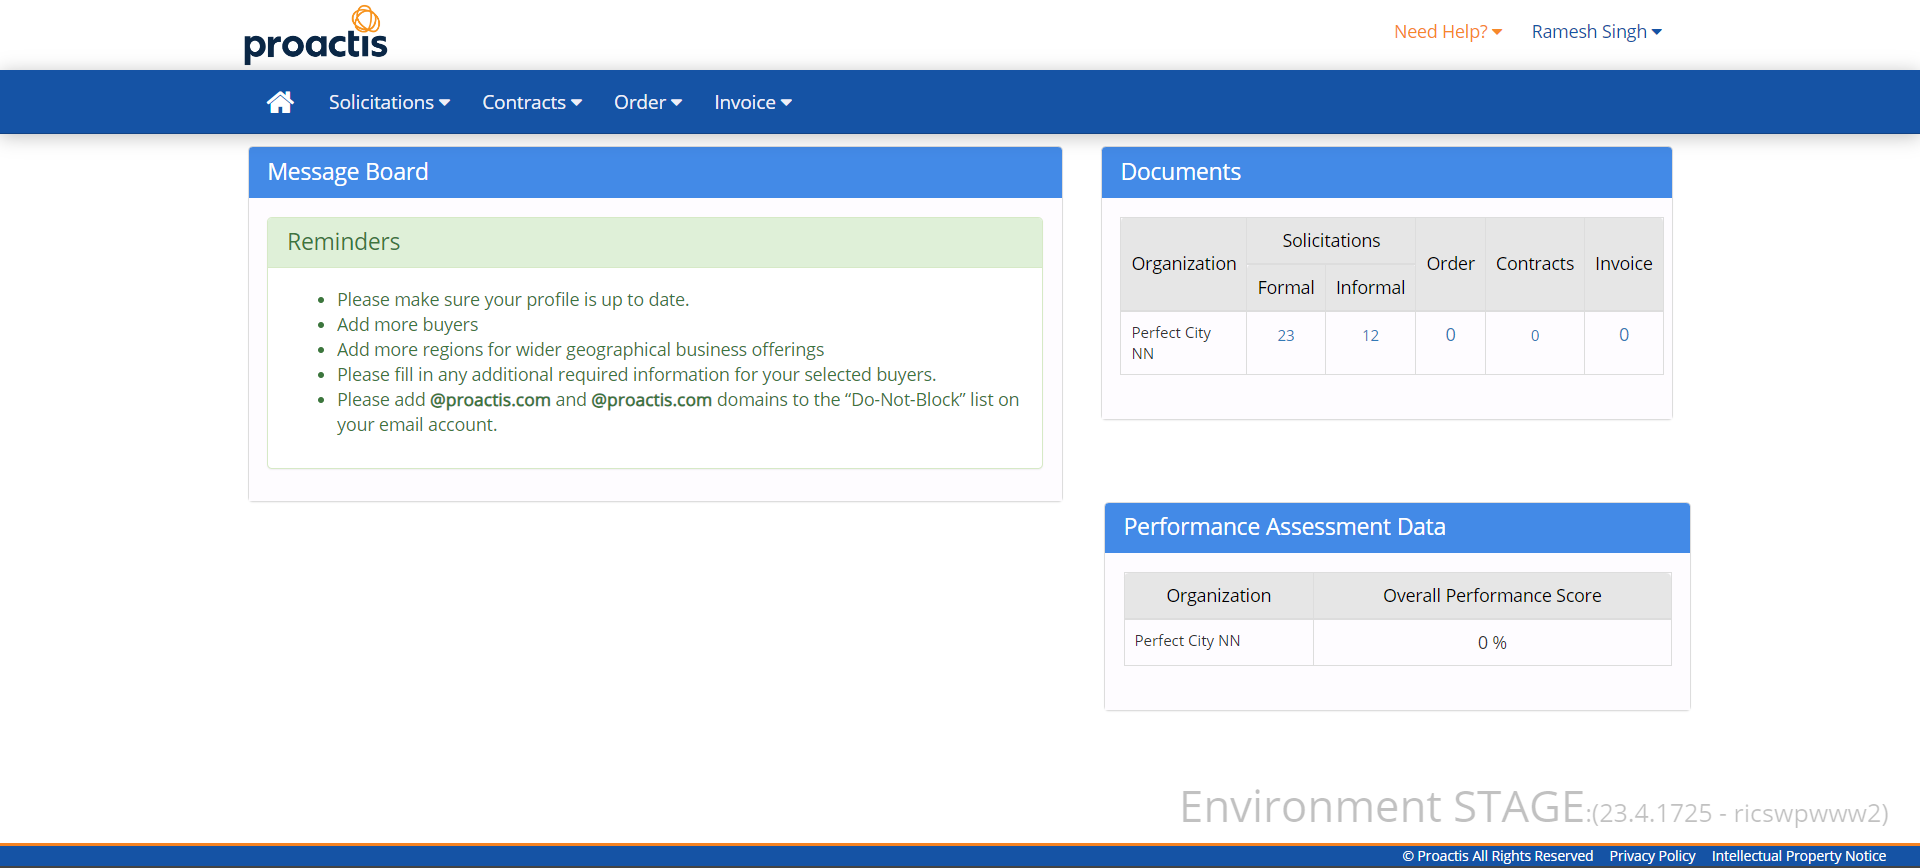 proactis
Need Help?
Ramesh Singh
Solicitations
Contracts
Order
Invoice
Message Board
Reminders
Please make sure your profile is up to date.
Add more buyers
Add more regions for wider geographical business offerings
Please fill in any additional required information for your selected buyers.
Please add @proactis.com and @proactis.com domains to the “Do-Not-Block” list on
your email account.
Documents
Organization
Solicitations
Order
Contracts
Invoice
Formal
Informal
Perfect City
NN
23
12
0
0
0
Performance Assessment Data
Organization
Overall Performance Score
Perfect City NN
0 %
Environment STAGE:(23.4.1725 - ricswpwww2)
© Proactis All Rights Reserved
Privacy Policy
Intellectual Property Notice